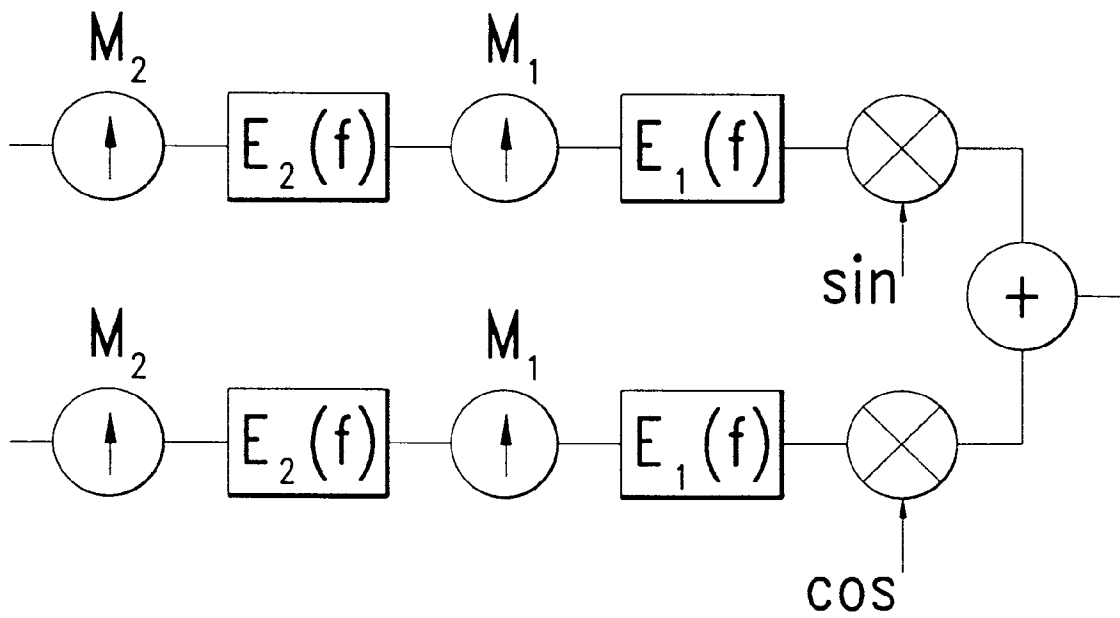 M₂ M₁
E₂(f) E₁(f)
sin
+
M₂ M₁
E₂(f) E₁(f)
cos